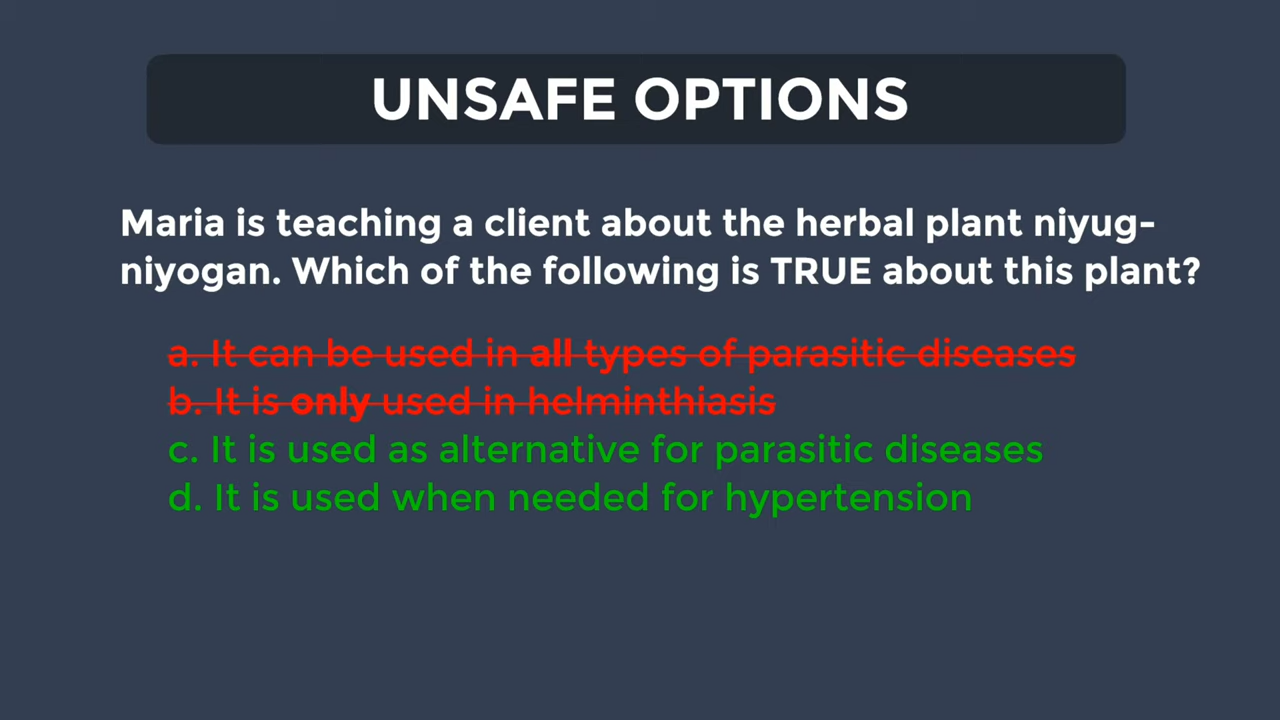 UNSAFE OPTIONS
Maria is teaching a client about the herbal plant niyug-
niyogan. Which of the following is TRUE about this plant?
a. It can be used in all types of parasitic diseases
b. It is only used in helminthiasis
c. It is used as alternative for parasitic diseases
d. It is used when needed for hypertension